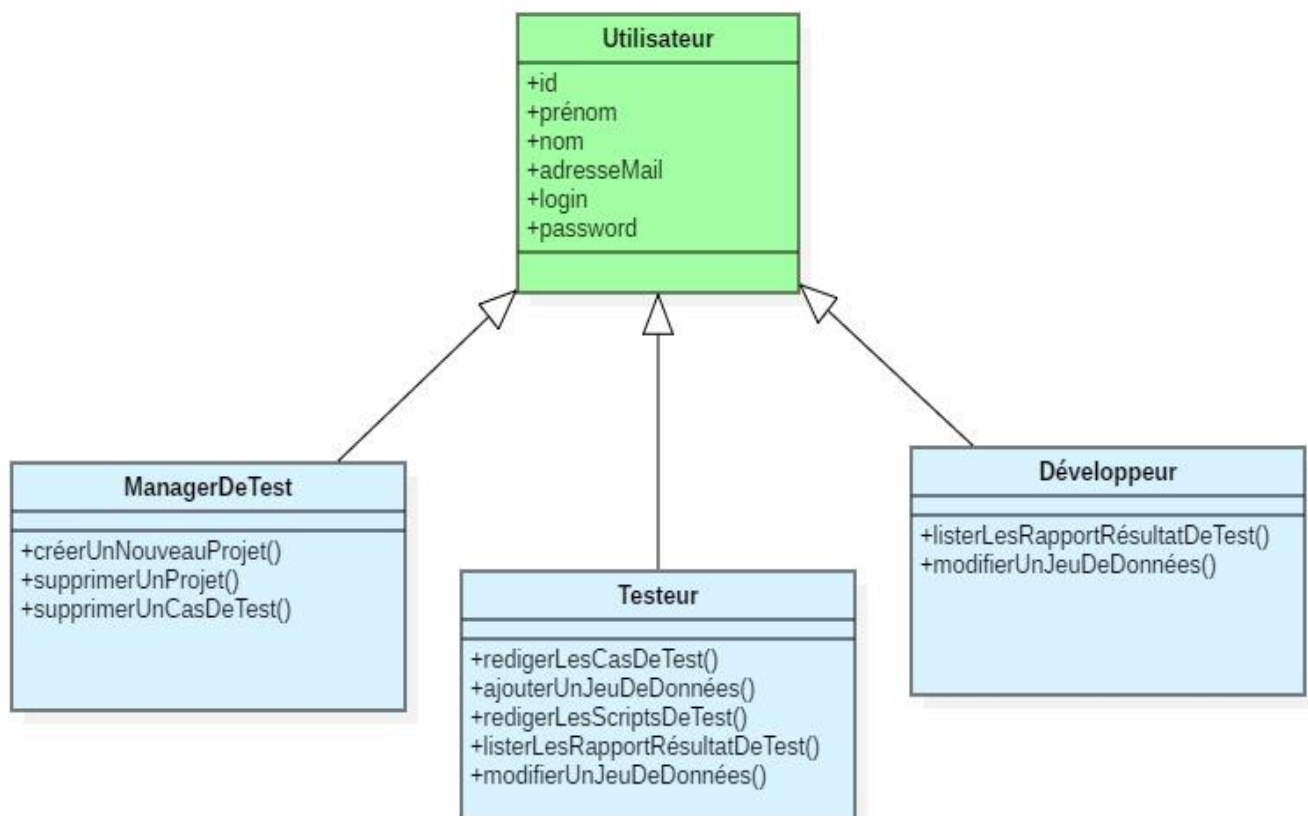 Utilisateur
+id
+prénom
+nom
+adresseMail
+login
+password
ManagerDeTest
+créerUnNouveauProjet()
+supprimerUnProjet()
+supprimerUnCasDeTest()
Testeur
+redigerLesCasDeTest()
+ajouterUnJeuDeDonnées()
+redigerLesScriptsDeTest()
+listerLesRapportRésultatDeTest()
+modifierUnJeuDeDonnées()
Développeur
+listerLesRapportRésultatDeTest()
+modifierUnJeuDeDonnées()